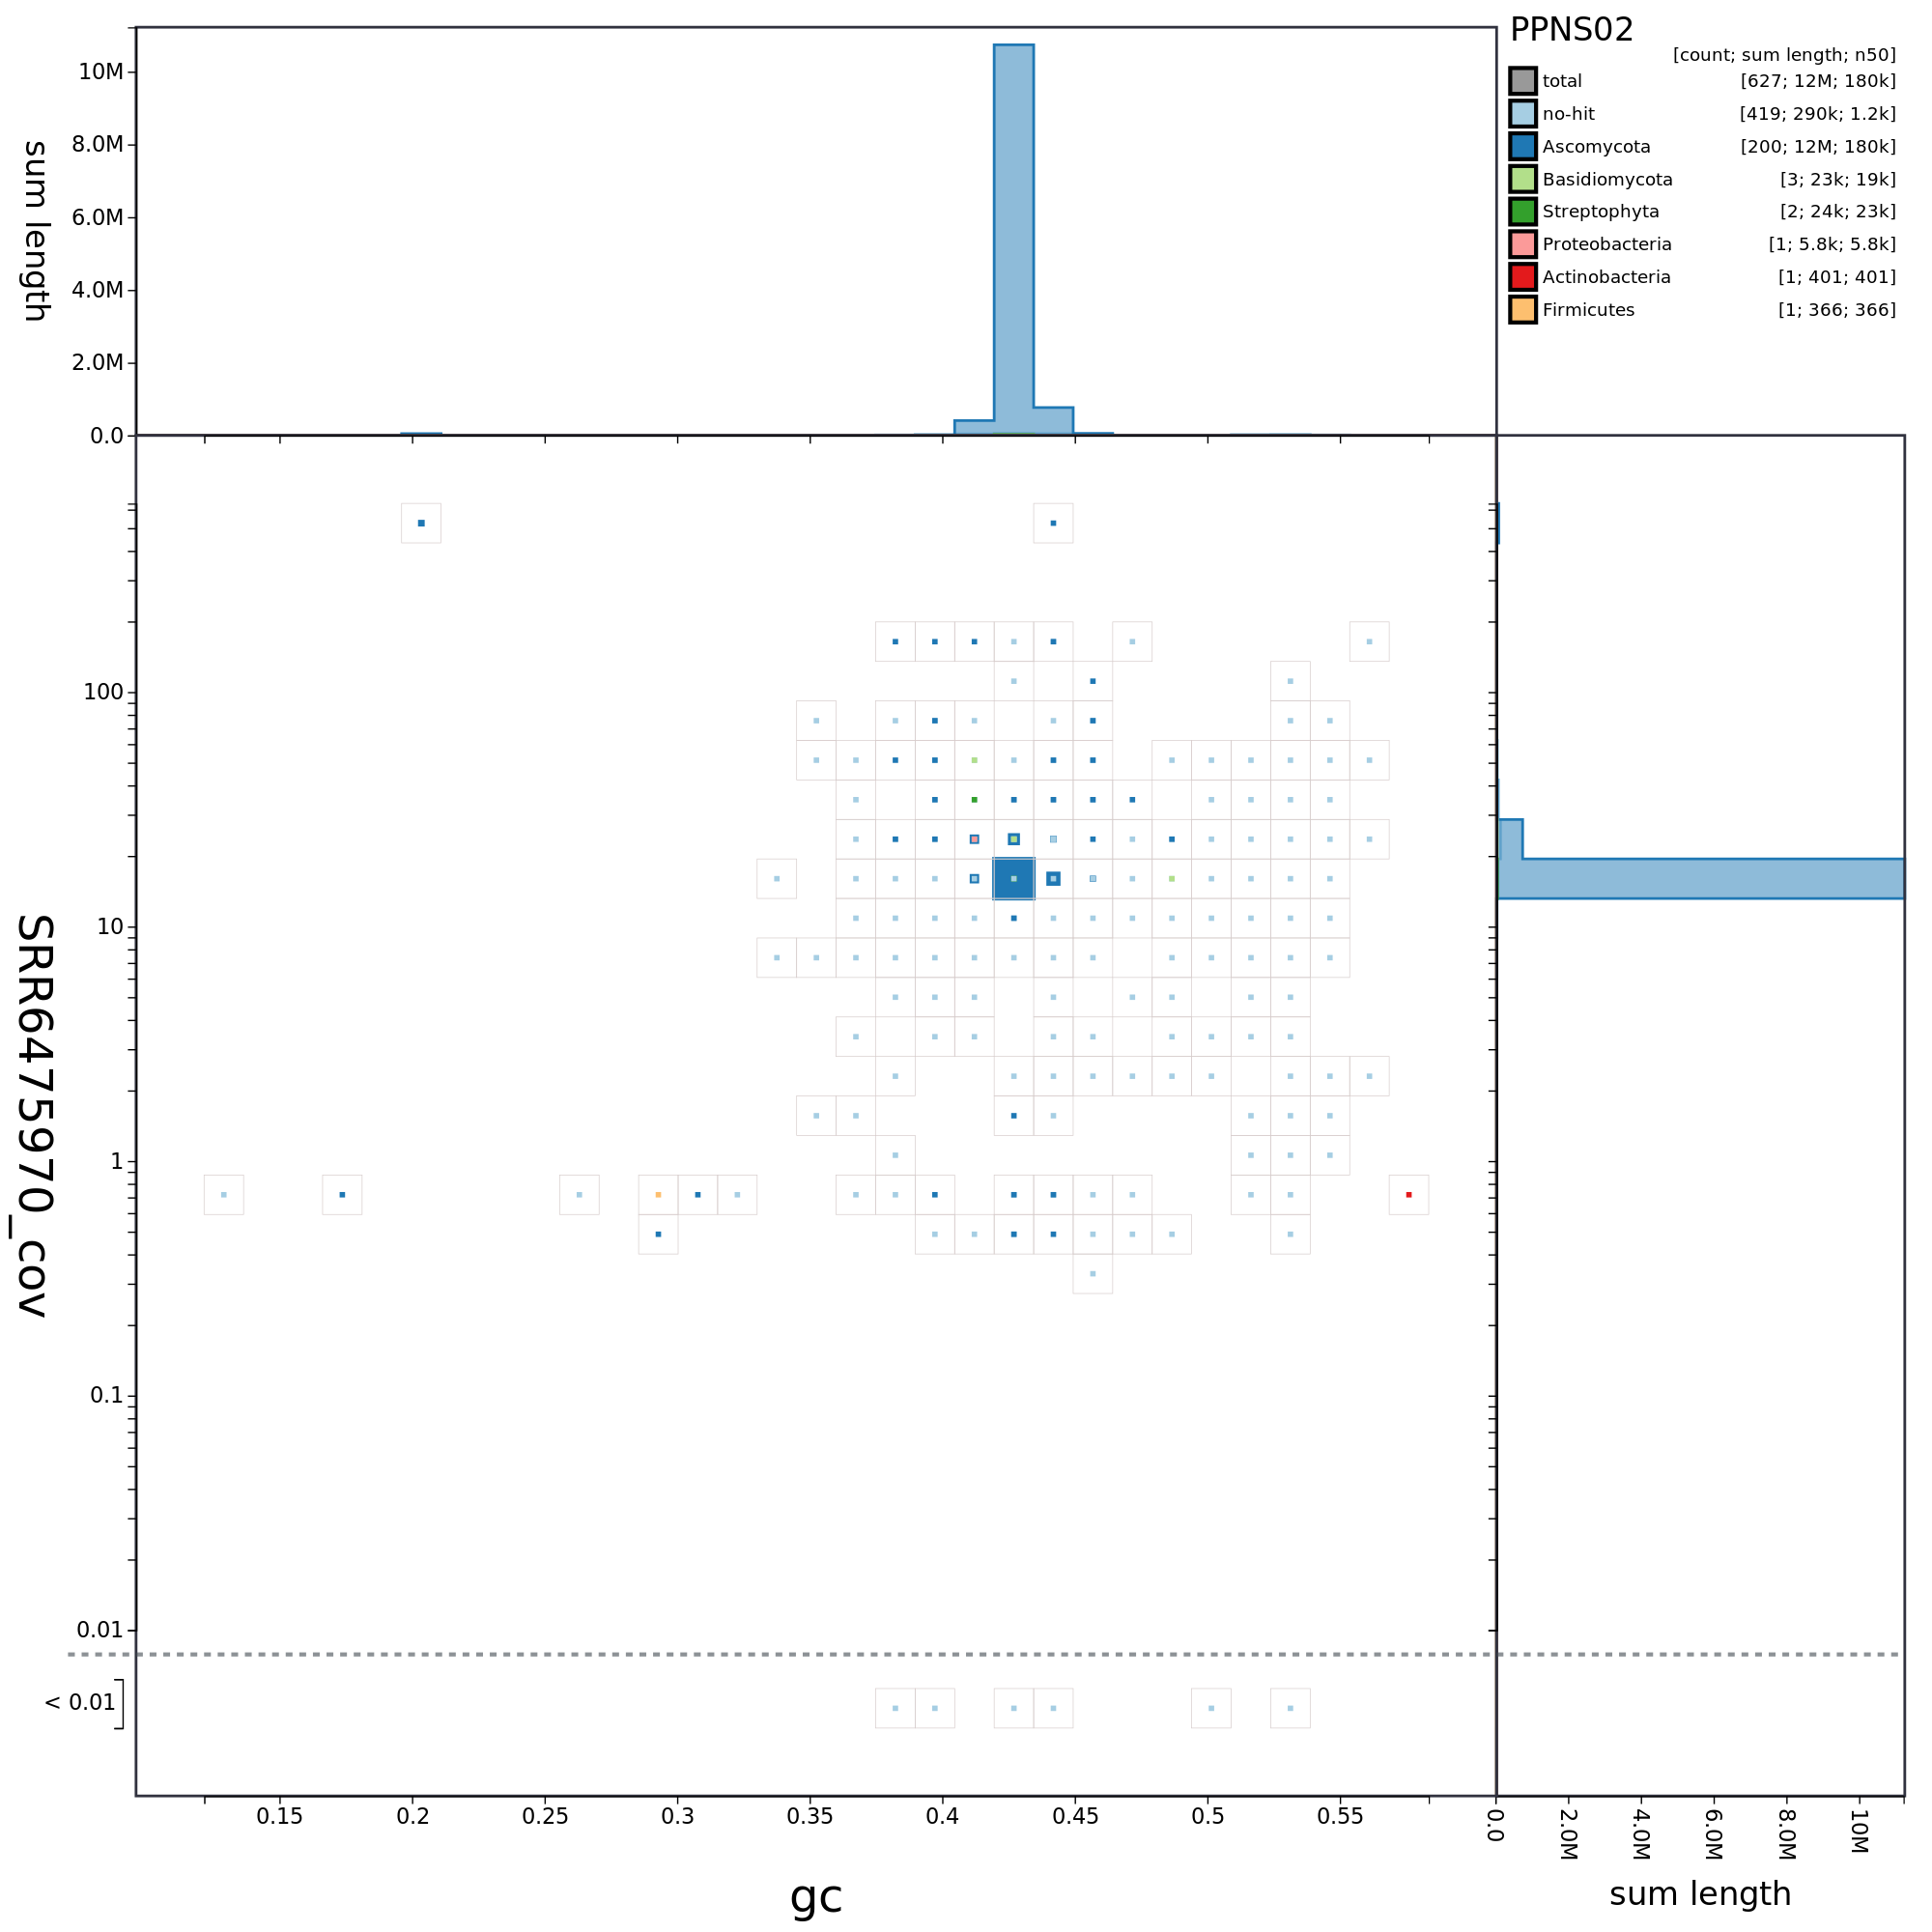 PPNS02
[count; sum length; n50]
total [627; 12M; 180k]
no-hit [419; 290k; 1.2k]
Ascomycota [200; 12M; 180k]
Basidiomycota [3; 23k; 19k]
Streptophyta [2; 24k; 23k]
Proteobacteria [1; 5.8k; 5.8k]
Actinobacteria [1; 401; 401]
Firmicutes [1; 366; 366]
sum length
10M
8.0M
6.0M
4.0M
2.0M
0.0
SRR6475970_cov
100
10
1
0.1
0.01
< 0.01
0.15 0.2 0.25 0.3 0.35 0.4 0.45 0.5 0.55
gc
0.0 2.0M 4.0M 6.0M 8.0M 10M
sum length